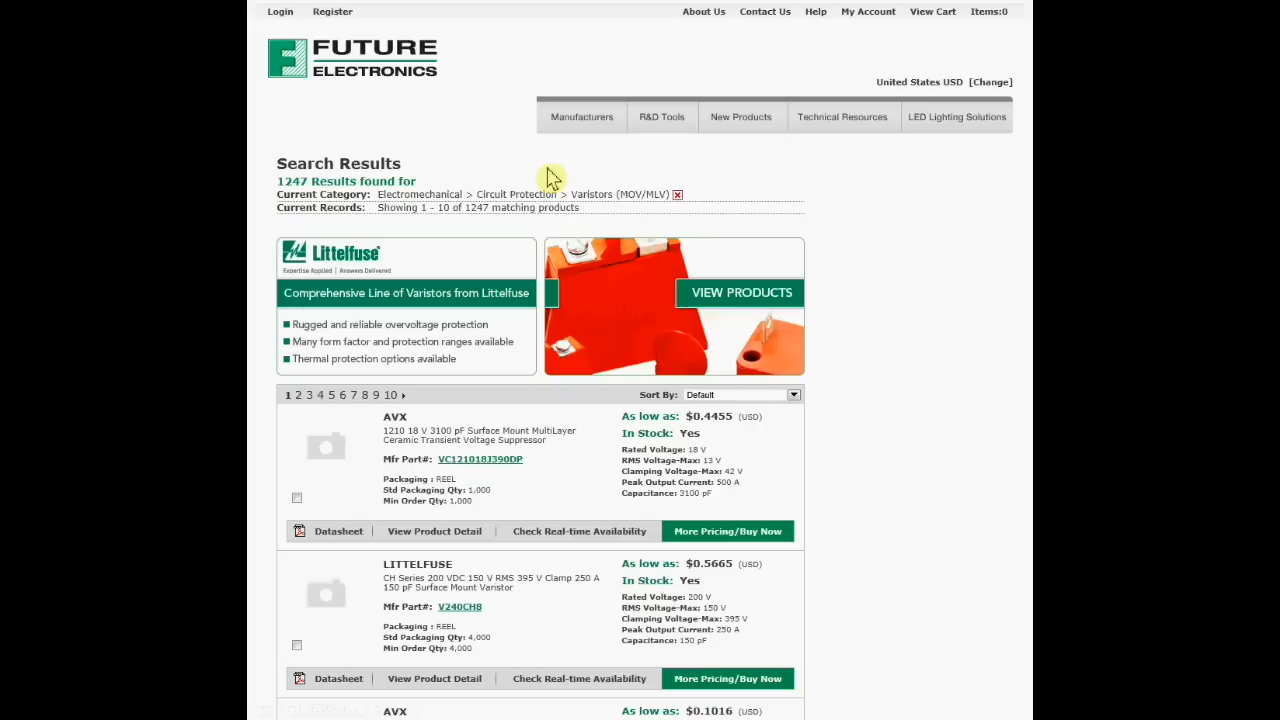 Login Register About Us Contact Us Help My Account View Cart Items:0
FUTURE
ELECTRONICS
United States USD [Change]
Manufacturers R&D Tools New Products Technical Resources LED Lighting Solutions
Search Results
1247 Results found for
Current Category: Electromechanical > Circuit Protection > Varistors (MOV/MLV)
Current Records: Showing 1 - 10 of 1247 matching products
Littelfuse
Expertise Applied | Answers Delivered
Comprehensive Line of Varistors from Littelfuse
VIEW PRODUCTS
Rugged and reliable overvoltage protection
Many form factor and protection ranges available
Thermal protection options available
1 2 3 4 5 6 7 8 9 10 Sort By: Default
AVX
1210 18 V 3100 pF Surface Mount MultiLayer
Ceramic Transient Voltage Suppressor
Mfr Part#: VC121018J390DP
Packaging : REEL
Std Packaging Qty: 1,000
Min Order Qty: 1,000
As low as: $0.4455 (USD)
In Stock: Yes
Rated Voltage: 18 V
RMS Voltage-Max: 13 V
Clamping Voltage-Max: 42 V
Peak Output Current: 500 A
Capacitance: 3100 pF
Datasheet View Product Detail Check Real-time Availability More Pricing/Buy Now
LITTELFUSE
CH Series 200 VDC 150 V RMS 395 V Clamp 250 A
150 pF Surface Mount Varistor
Mfr Part#: V240CH8
Packaging : REEL
Std Packaging Qty: 4,000
Min Order Qty: 4,000
As low as: $0.5665 (USD)
In Stock: Yes
Rated Voltage: 200 V
RMS Voltage-Max: 150 V
Clamping Voltage-Max: 395 V
Peak Output Current: 250 A
Capacitance: 150 pF
Datasheet View Product Detail Check Real-time Availability More Pricing/Buy Now
AVX As low as: $0.1016 (USD)